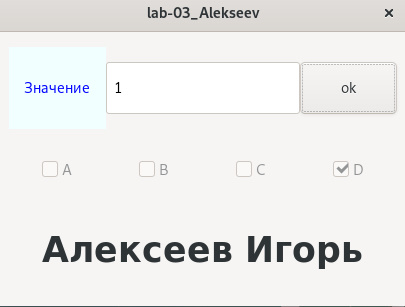 lab-03_Alekseev ×
Значение 1 ok
A B C D
Алексеев Игорь